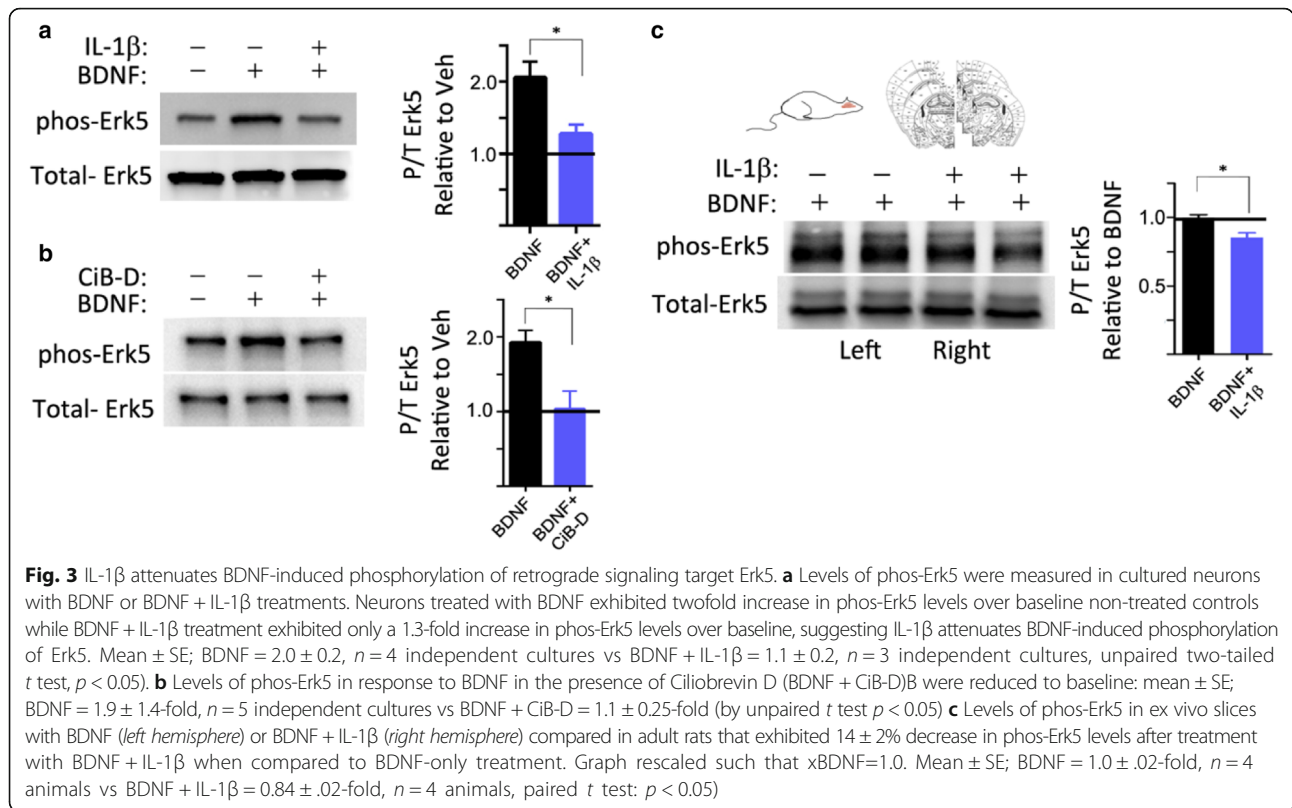 a
IL-1β: – – +
BDNF: – + +
phos-Erk5
Total- Erk5
P/T Erk5
Relative to Veh
2.0
1.0
*
BDNF
BDNF+
IL-1β
b
CiB-D: – – +
BDNF: – + +
phos-Erk5
Total- Erk5
P/T Erk5
Relative to Veh
2.0
1.0
*
BDNF
BDNF+
CiB-D
c
IL-1β: – – + +
BDNF: + + + +
phos-Erk5
Total-Erk5
Left Right
P/T Erk5
Relative to BDNF
1.0
0.5
*
BDNF
BDNF+
IL-1β
Fig. 3 IL-1β attenuates BDNF-induced phosphorylation of retrograde signaling target Erk5. a Levels of phos-Erk5 were measured in cultured neurons
with BDNF or BDNF + IL-1β treatments. Neurons treated with BDNF exhibited twofold increase in phos-Erk5 levels over baseline non-treated controls
while BDNF + IL-1β treatment exhibited only a 1.3-fold increase in phos-Erk5 levels over baseline, suggesting IL-1β attenuates BDNF-induced phosphorylation
of Erk5. Mean ± SE; BDNF = 2.0 ± 0.2, n = 4 independent cultures vs BDNF + IL-1β = 1.1 ± 0.2, n = 3 independent cultures, unpaired two-tailed
t test, p < 0.05). b Levels of phos-Erk5 in response to BDNF in the presence of Ciliobrevin D (BDNF + CiB-D)B were reduced to baseline: mean ± SE;
BDNF = 1.9 ± 1.4-fold, n = 5 independent cultures vs BDNF + CiB-D = 1.1 ± 0.25-fold (by unpaired t test p < 0.05) c Levels of phos-Erk5 in ex vivo slices
with BDNF (left hemisphere) or BDNF + IL-1β (right hemisphere) compared in adult rats that exhibited 14 ± 2% decrease in phos-Erk5 levels after treatment
with BDNF + IL-1β when compared to BDNF-only treatment. Graph rescaled such that xBDNF=1.0. Mean ± SE; BDNF = 1.0 ± .02-fold, n = 4
animals vs BDNF + IL-1β = 0.84 ± .02-fold, n = 4 animals, paired t test: p < 0.05)